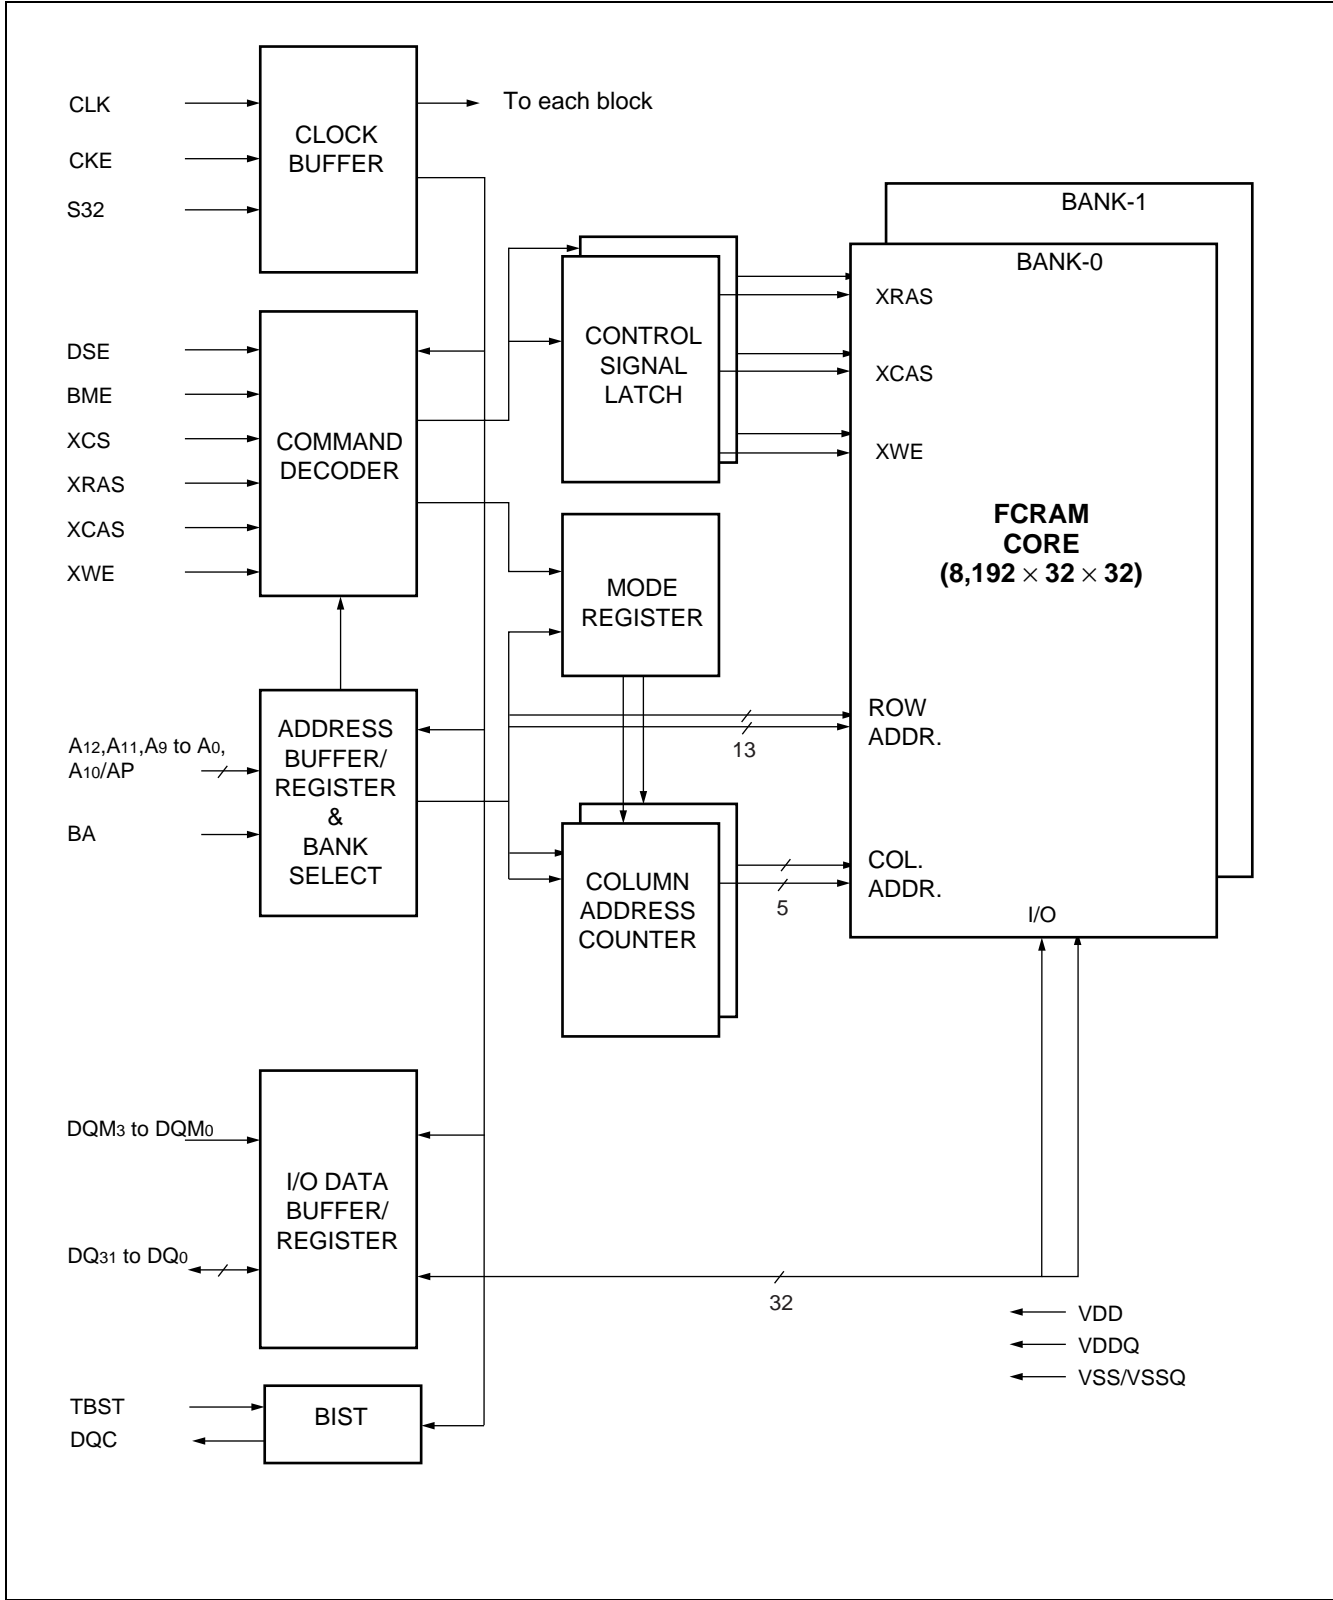 CLK
CKE
S32
CLOCK
BUFFER
To each block
DSE
BME
XCS
XRAS
XCAS
XWE
COMMAND
DECODER
CONTROL
SIGNAL
LATCH
BANK-1
BANK-0
XRAS
XCAS
XWE
FCRAM
CORE
(8,192 × 32 × 32)
MODE
REGISTER
A12,A11,A9 to A0,
A10/AP
BA
ADDRESS
BUFFER/
REGISTER
&
BANK
SELECT
13
ROW
ADDR.
COLUMN
ADDRESS
COUNTER
5
COL.
ADDR.
I/O
DQM3 to DQM0
DQ31 to DQ0
I/O DATA
BUFFER/
REGISTER
32
VDD
VDDQ
VSS/VSSQ
TBST
DQC
BIST